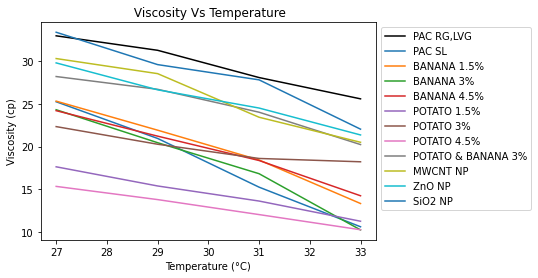 Viscosity Vs Temperature
Viscosity (cp)
30
25
20
15
10
27
28
29
30
31
32
33
Temperature (°C)
PAC RG,LVG
PAC SL
BANANA 1.5%
BANANA 3%
BANANA 4.5%
POTATO 1.5%
POTATO 3%
POTATO 4.5%
POTATO & BANANA 3%
MWCNT NP
ZnO NP
SiO2 NP